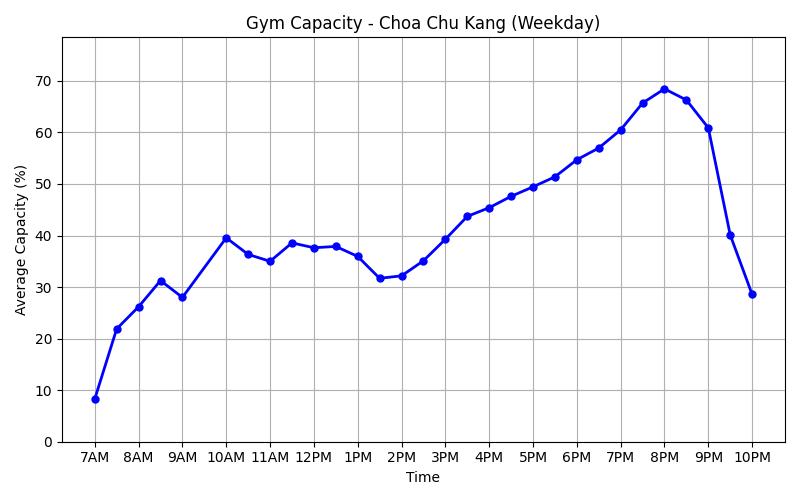 Gym Capacity - Choa Chu Kang (Weekday)
Average Capacity (%)
70
60
50
40
30
20
10
0
7AM 8AM 9AM 10AM 11AM 12PM 1PM 2PM 3PM 4PM 5PM 6PM 7PM 8PM 9PM 10PM
Time